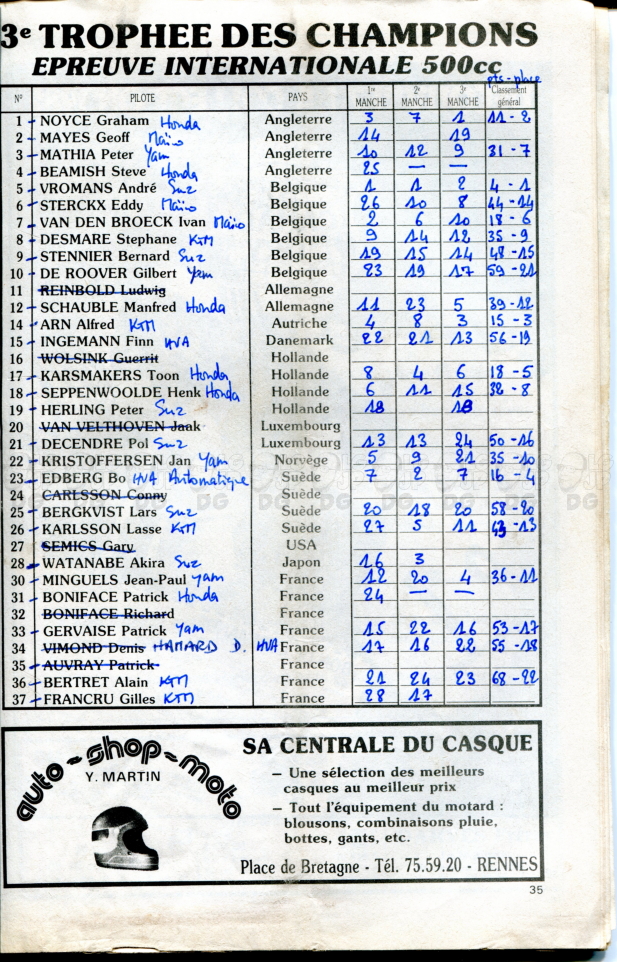 3e TROPHEE DES CHAMPIONS
EPREUVE INTERNATIONALE 500cc
pts - place
N° PILOTE PAYS 1re MANCHE 2e MANCHE 3e MANCHE Classement général
1 - NOYCE Graham Honda Angleterre 3 7 1 11 - 2
2 - MAYES Geoff Maïco Angleterre 14 19
3 - MATHIA Peter Yam Angleterre 10 12 9 31 - 7
4 - BEAMISH Steve Honda Angleterre 25 — —
5 - VROMANS André Suz Belgique 1 1 2 4 - 1
6 - STERCKX Eddy Maïco Belgique 26 10 8 44 - 14
7 - VAN DEN BROECK Ivan Maïco Belgique 2 6 10 18 - 6
8 - DESMARE Stephane KTM Belgique 9 14 12 35 - 9
9 - STENNIER Bernard Suz Belgique 19 15 14 48 - 15
10 - DE ROOVER Gilbert Yam Belgique 23 19 17 59 - 21
11 REINBOLD Ludwig Allemagne
12 - SCHAUBLE Manfred Honda Allemagne 11 23 5 39 - 12
14 - ARN Alfred KTM Autriche 4 8 3 15 - 3
15 - INGEMANN Finn HVA Danemark 22 21 13 56 - 19
16 WOLSINK Guerrit Hollande
17 - KARSMAKERS Toon Honda Hollande 8 4 6 18 - 5
18 - SEPPENWOOLDE Henk Honda Hollande 6 11 15 32 - 8
19 - HERLING Peter Suz Hollande 18 18
20 VAN VELTHOVEN Jaak Luxembourg
21 - DECENDRE Pol Suz Luxembourg 13 13 24 50 - 16
22 - KRISTOFFERSEN Jan Yam Norvège 5 9 21 35 - 10
23 - EDBERG Bo HVA Automatique Suède 7 2 7 16 - 4
24 CARLSSON Conny Suède
25 - BERGKVIST Lars Suz Suède 20 18 20 58 - 20
26 - KARLSSON Lasse KTM Suède 27 5 11 43 - 13
27 SEMICS Gary USA
28 - WATANABE Akira Suz Japon 16 3
30 - MINGUELS Jean-Paul Yam France 12 20 4 36 - 11
31 - BONIFACE Patrick Honda France 24 — —
32 BONIFACE Richard France
33 - GERVAISE Patrick Yam France 15 22 16 53 - 17
34 VIMOND Denis HAMARD D. HVA France 17 16 22 55 - 18
35 - AUVRAY Patrick France
36 - BERTRET Alain KTM France 21 24 23 68 - 22
37 - FRANCRU Gilles KTM France 28 17
auto-shop-moto
Y. MARTIN
SA CENTRALE DU CASQUE
— Une sélection des meilleurs
casques au meilleur prix
— Tout l'équipement du motard :
blousons, combinaisons pluie,
bottes, gants, etc.
Place de Bretagne - Tél. 75.59.20 - RENNES
35
DG DG DG DG